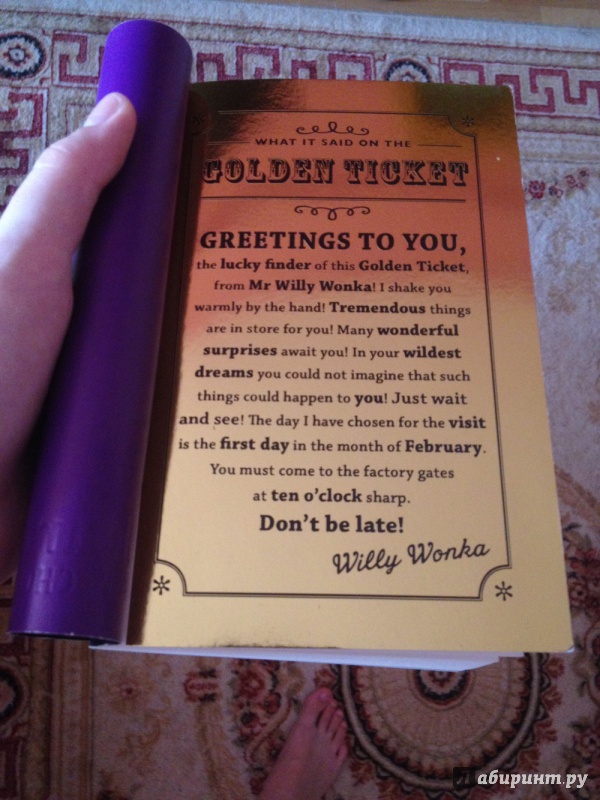 WHAT IT SAID ON THE
GOLDEN TICKET
GREETINGS TO YOU,
the lucky finder of this Golden Ticket,
from Mr Willy Wonka! I shake you
warmly by the hand! Tremendous things
are in store for you! Many wonderful
surprises await you! In your wildest
dreams you could not imagine that such
things could happen to you! Just wait
and see! The day I have chosen for the visit
is the first day in the month of February.
You must come to the factory gates
at ten o'clock sharp.
Don't be late!
Willy Wonka
абиринт.ру